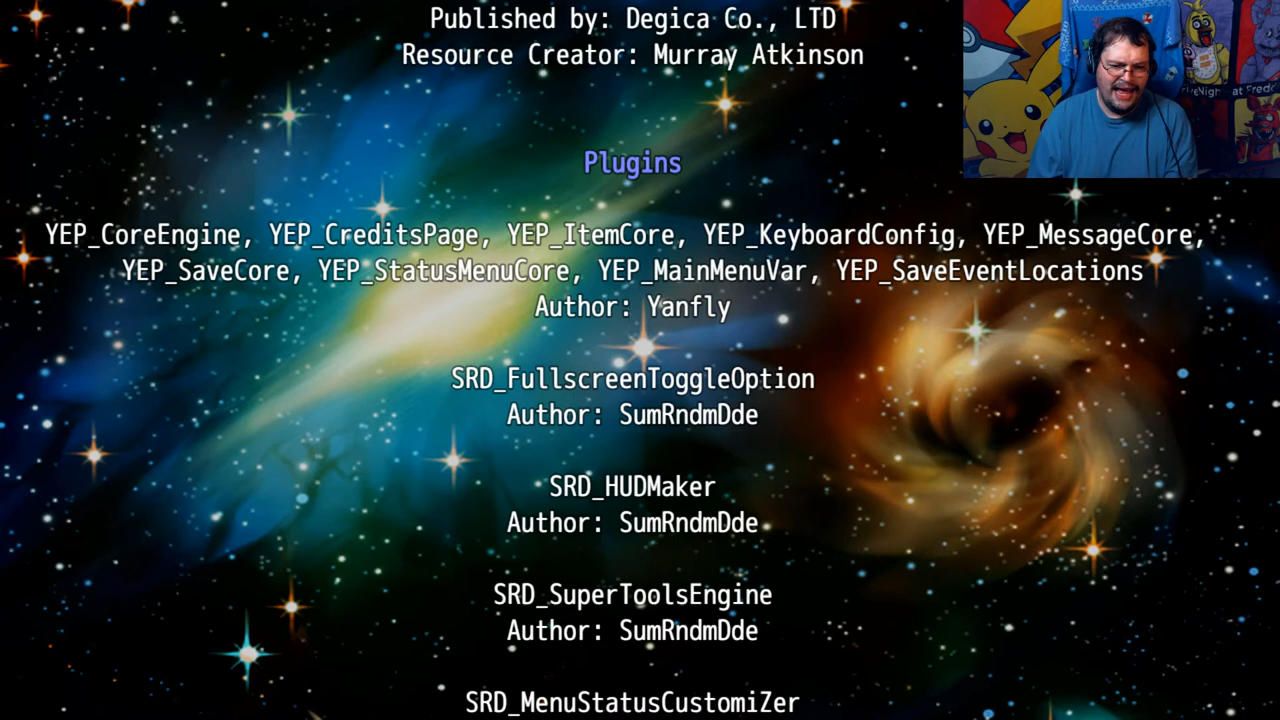 Published by: Degica Co., LTD
Resource Creator: Murray Atkinson
Plugins
YEP_CoreEngine, YEP_CreditsPage, YEP_ItemCore, YEP_KeyboardConfig, YEP_MessageCore,
YEP_SaveCore, YEP_StatusMenuCore, YEP_MainMenuVar, YEP_SaveEventLocations
Author: Yanfly
SRD_FullscreenToggleOption
Author: SumRndmDde
SRD_HUDMaker
Author: SumRndmDde
SRD_SuperToolsEngine
Author: SumRndmDde
SRD_MenuStatusCustomiZer